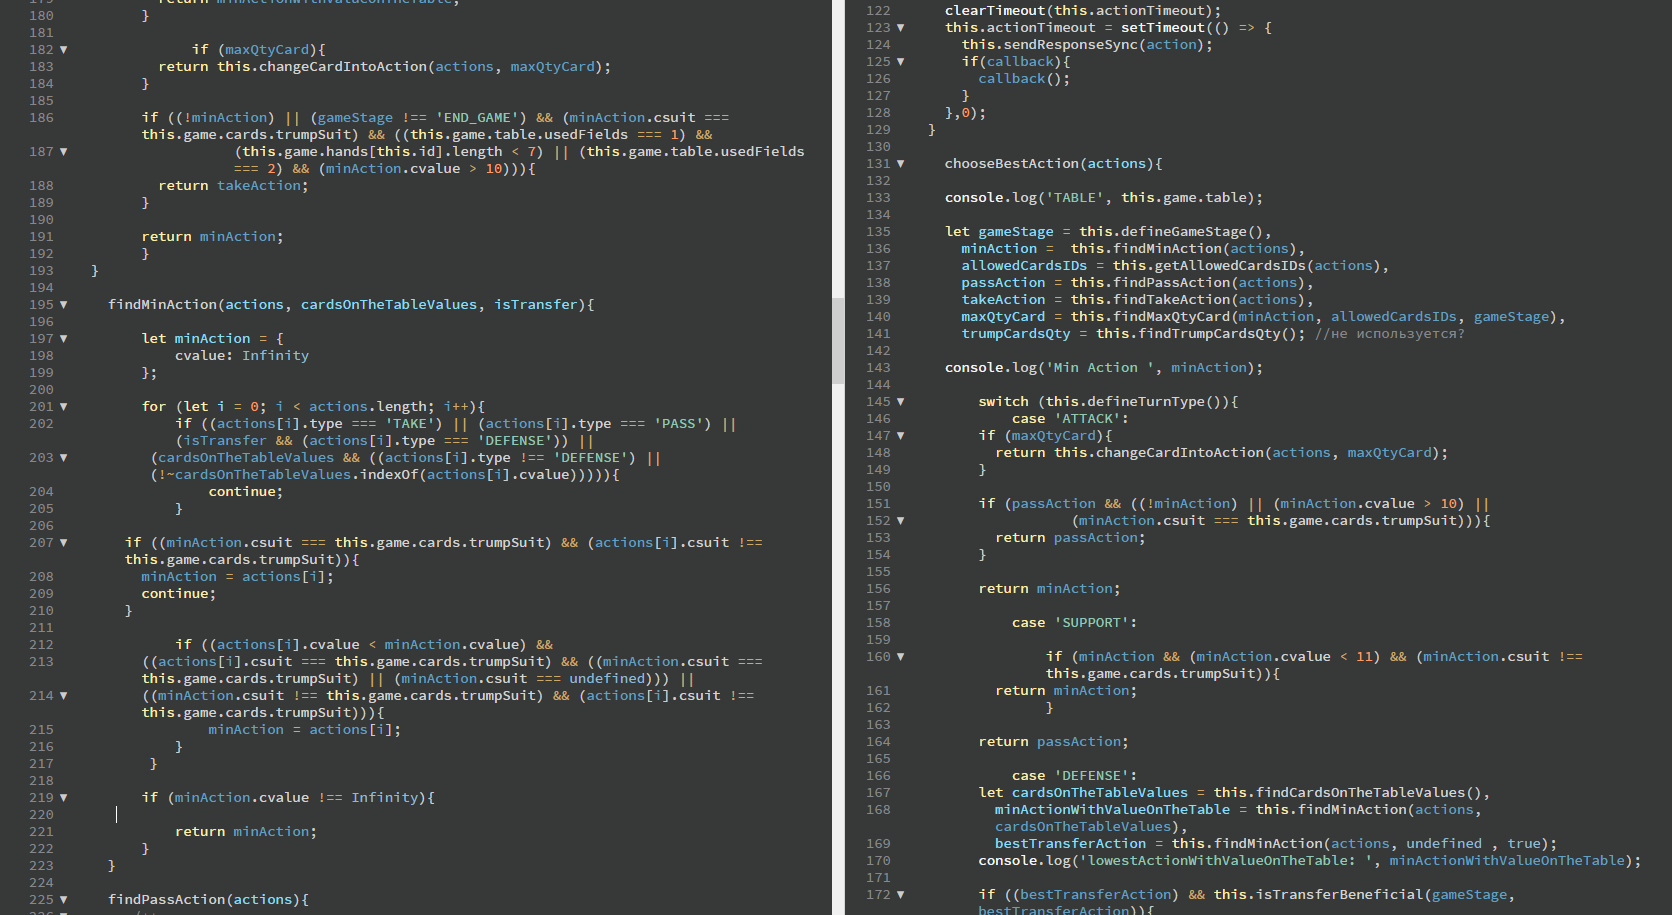 179 return minActionWithValueOnTheTable;
180 ▼ }
181
182 ▼ if (maxQtyCard){
183 return this.changeCardIntoAction(actions, maxQtyCard);
184 }
185
186 if ((!minAction) || (gameStage !== 'END_GAME') && (minAction.csuit ===
this.game.cards.trumpSuit) && ((this.game.table.usedFields === 1) &&
187 ▼ (this.game.hands[this.id].length < 7) || (this.game.table.usedFields
=== 2) && (minAction.cvalue > 10))){
188 return takeAction;
189 }
190
191 return minAction;
192 }
193 }
194
195 ▼ findMinAction(actions, cardsOnTheTableValues, isTransfer){
196
197 ▼ let minAction = {
198 cvalue: Infinity
199 };
200
201 ▼ for (let i = 0; i < actions.length; i++){
202 if ((actions[i].type === 'TAKE') || (actions[i].type === 'PASS') ||
(isTransfer && (actions[i].type === 'DEFENSE')) ||
203 ▼ (cardsOnTheTableValues && ((actions[i].type !== 'DEFENSE') ||
(!~cardsOnTheTableValues.indexOf(actions[i].cvalue))))){
204 continue;
205 }
206
207 ▼ if ((minAction.csuit === this.game.cards.trumpSuit) && (actions[i].csuit !==
this.game.cards.trumpSuit)){
208 minAction = actions[i];
209 continue;
210 }
211
212 if ((actions[i].cvalue < minAction.cvalue) &&
213 ((actions[i].csuit === this.game.cards.trumpSuit) && ((minAction.csuit ===
this.game.cards.trumpSuit) || (minAction.csuit === undefined))) ||
214 ▼ ((minAction.csuit !== this.game.cards.trumpSuit) && (actions[i].csuit !==
this.game.cards.trumpSuit))){
215 minAction = actions[i];
216 }
217 }
218
219 ▼ if (minAction.cvalue !== Infinity){
220
221 return minAction;
222 }
223 }
224
225 ▼ findPassAction(actions){
122 clearTimeout(this.actionTimeout);
123 ▼ this.actionTimeout = setTimeout(() => {
124 this.sendResponseSync(action);
125 ▼ if(callback){
126 callback();
127 }
128 },0);
129 }
130
131 ▼ chooseBestAction(actions){
132
133 console.log('TABLE', this.game.table);
134
135 let gameStage = this.defineGameStage(),
136 minAction = this.findMinAction(actions),
137 allowedCardsIDs = this.getAllowedCardsIDs(actions),
138 passAction = this.findPassAction(actions),
139 takeAction = this.findTakeAction(actions),
140 maxQtyCard = this.findMaxQtyCard(minAction, allowedCardsIDs, gameStage),
141 trumpCardsQty = this.findTrumpCardsQty(); //не используется?
142
143 console.log('Min Action ', minAction);
144
145 ▼ switch (this.defineTurnType()){
146 case 'ATTACK':
147 ▼ if (maxQtyCard){
148 return this.changeCardIntoAction(actions, maxQtyCard);
149 }
150
151 if (passAction && ((!minAction) || (minAction.cvalue > 10) ||
152 ▼ (minAction.csuit === this.game.cards.trumpSuit))){
153 return passAction;
154 }
155
156 return minAction;
157
158 case 'SUPPORT':
159
160 ▼ if (minAction && (minAction.cvalue < 11) && (minAction.csuit !==
this.game.cards.trumpSuit)){
161 return minAction;
162 }
163
164 return passAction;
165
166 case 'DEFENSE':
167 let cardsOnTheTableValues = this.findCardsOnTheTableValues(),
168 minActionWithValueOnTheTable = this.findMinAction(actions,
cardsOnTheTableValues),
169 bestTransferAction = this.findMinAction(actions, undefined , true);
170 console.log('lowestActionWithValueOnTheTable: ', minActionWithValueOnTheTable);
171
172 ▼ if ((bestTransferAction) && this.isTransferBeneficial(gameStage,
bestTransferAction)){